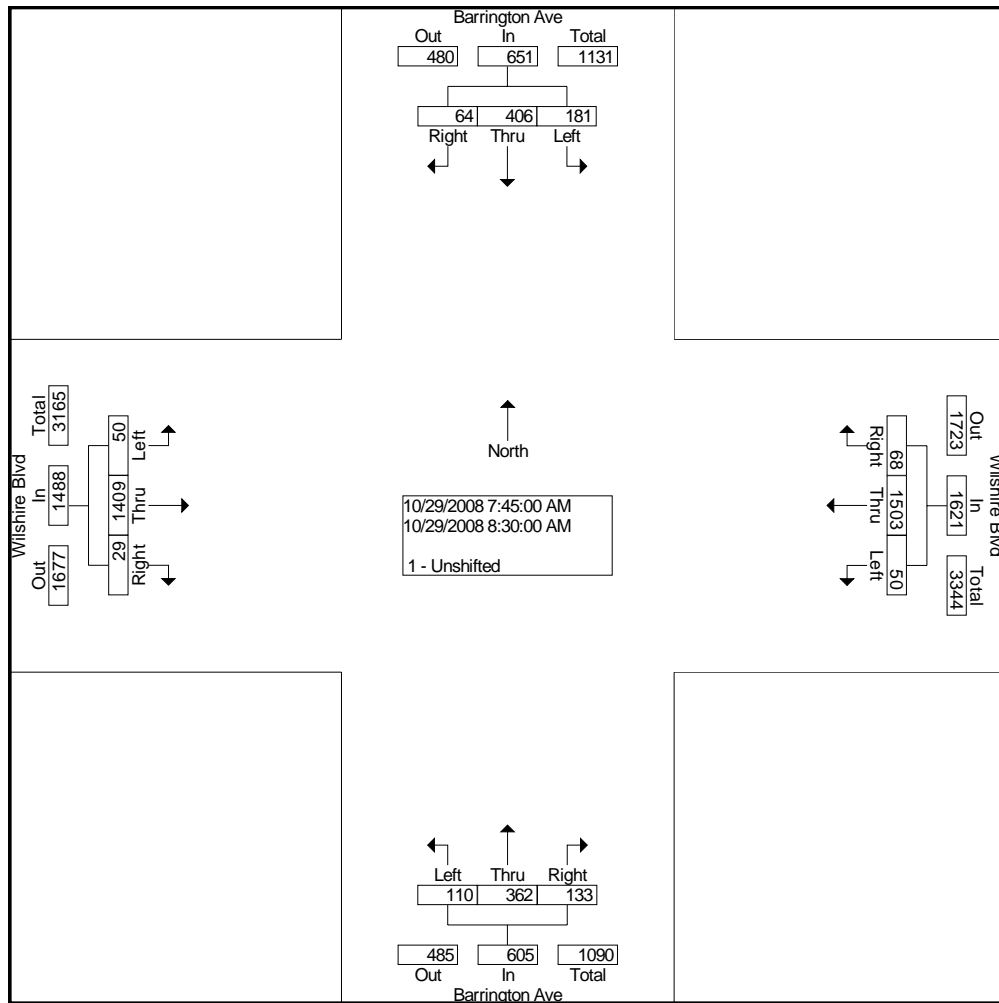 Barrington Ave
Out In Total
480 651 1131
64 406 181
Right Thru Left
Wilshire Blvd
Total In Out
3165 1488 1677
50 1409 29
Left Thru Right
North
10/29/2008 7:45:00 AM
10/29/2008 8:30:00 AM
1 - Unshifted
Right Thru Left
68 1503 50
Out In Total
1723 1621 3344
Wilshire Blvd
Left Thru Right
110 362 133
485 605 1090
Out In Total
Barrington Ave